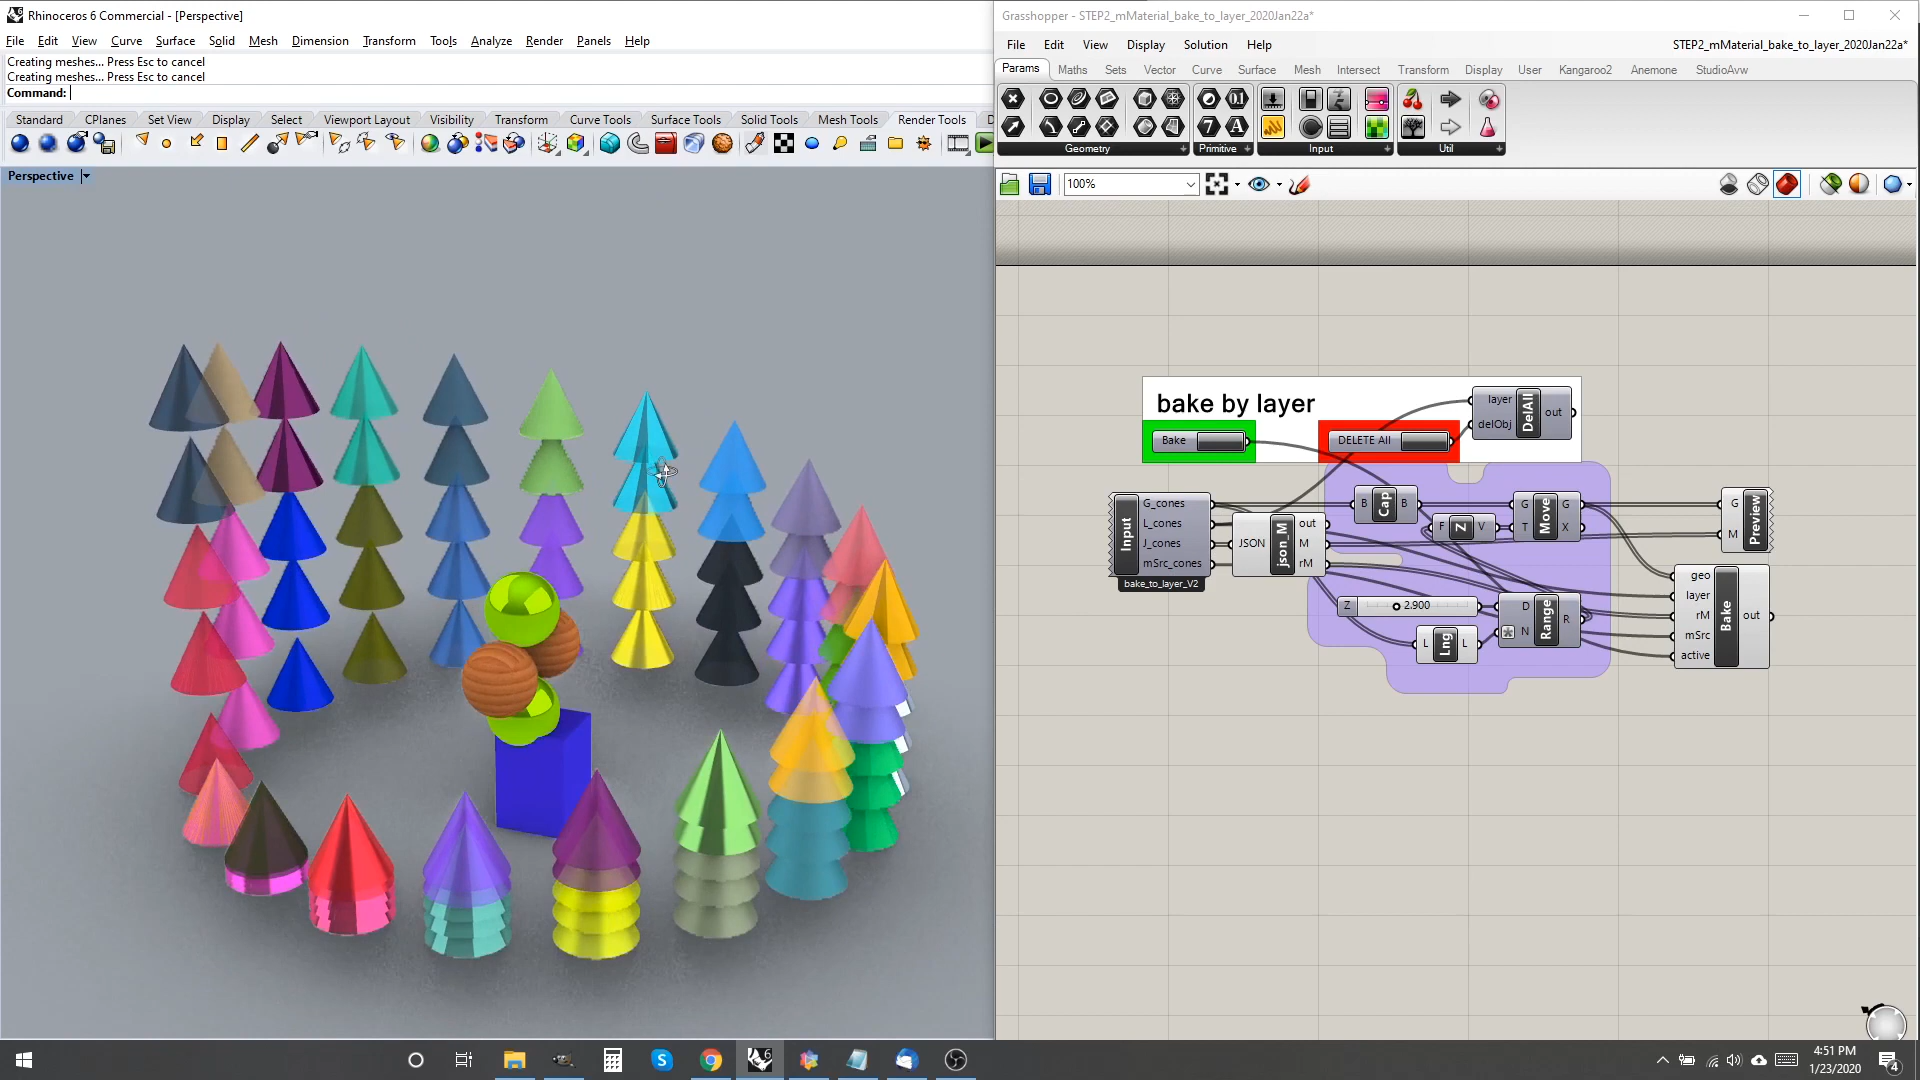 Rhinoceros 6 Commercial - [Perspective]
File Edit View Curve Surface Solid Mesh Dimension Transform Tools Analyze Render Panels Help
Creating meshes... Press Esc to cancel
Creating meshes... Press Esc to cancel
Command:
Standard CPlanes Set View Display Select Viewport Layout Visibility Transform Curve Tools Surface Tools Solid Tools Mesh Tools Render Tools D
Perspective
Grasshopper - STEP2_mMaterial_bake_to_layer_2020Jan22a*
File Edit View Display Solution Help STEP2_mMaterial_bake_to_layer_2020Jan22a*
Params Maths Sets Vector Curve Surface Mesh Intersect Transform Display User Kangaroo2 Anemone StudioAvw
Geometry Primitive Input Util
100%
bake by layer
Bake
DELETE All
layer
delObj
DelAll
out
Input
G_cones
L_cones
J_cones
mSrc_cones
bake_to_layer_V2
JSON
json_M
out
M
rM
B Cap B
F Z V
G
T
Move
G
X
G
M
Preview
Z 2.900
L Lng L
D
N
Range
R
geo
layer
rM
mSrc
active
Bake
out
4:51 PM
1/23/2020
4